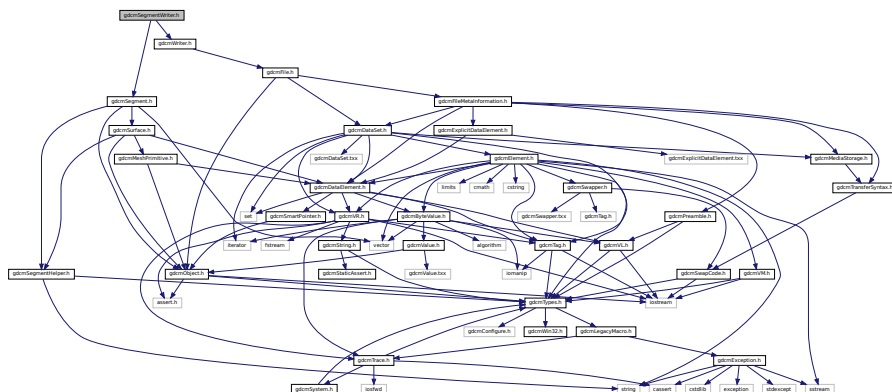 gdcmSegmentWriter.h
gdcmWriter.h
gdcmFile.h
gdcmSegment.h
gdcmFileMetaInformation.h
gdcmSurface.h
gdcmDataSet.h
gdcmExplicitDataElement.h
gdcmMeshPrimitive.h
gdcmDataSet.txx
gdcmElement.h
gdcmExplicitDataElement.txx
gdcmMediaStorage.h
gdcmDataElement.h
limits
cmath
cstring
gdcmSwapper.h
gdcmTransferSyntax.h
set
gdcmSmartPointer.h
gdcmVR.h
gdcmByteValue.h
gdcmSwapper.txx
gdcmTag.h
gdcmPreamble.h
iterator
fstream
gdcmString.h
vector
gdcmValue.h
algorithm
gdcmTag.h
gdcmVL.h
gdcmSegmentHelper.h
gdcmObject.h
gdcmStaticAssert.h
gdcmValue.txx
iomanip
gdcmSwapCode.h
gdcmVM.h
assert.h
gdcmTypes.h
iostream
gdcmConfigure.h
gdcmWin32.h
gdcmLegacyMacro.h
gdcmTrace.h
gdcmException.h
gdcmSystem.h
iosfwd
string
cassert
cstdlib
exception
stdexcept
sstream